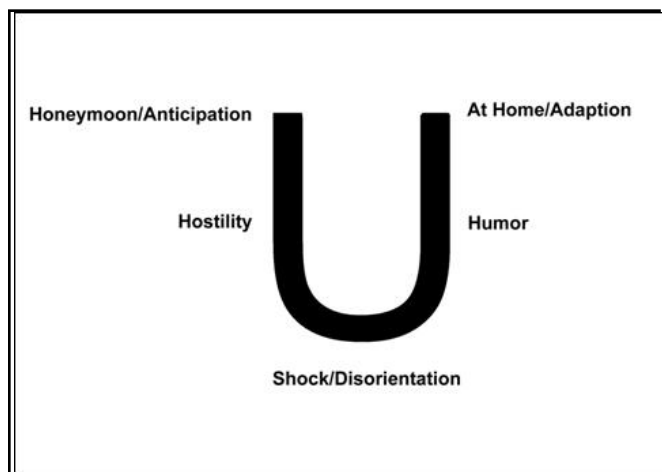 Honeymoon/Anticipation
At Home/Adaption
Hostility
Humor
Shock/Disorientation